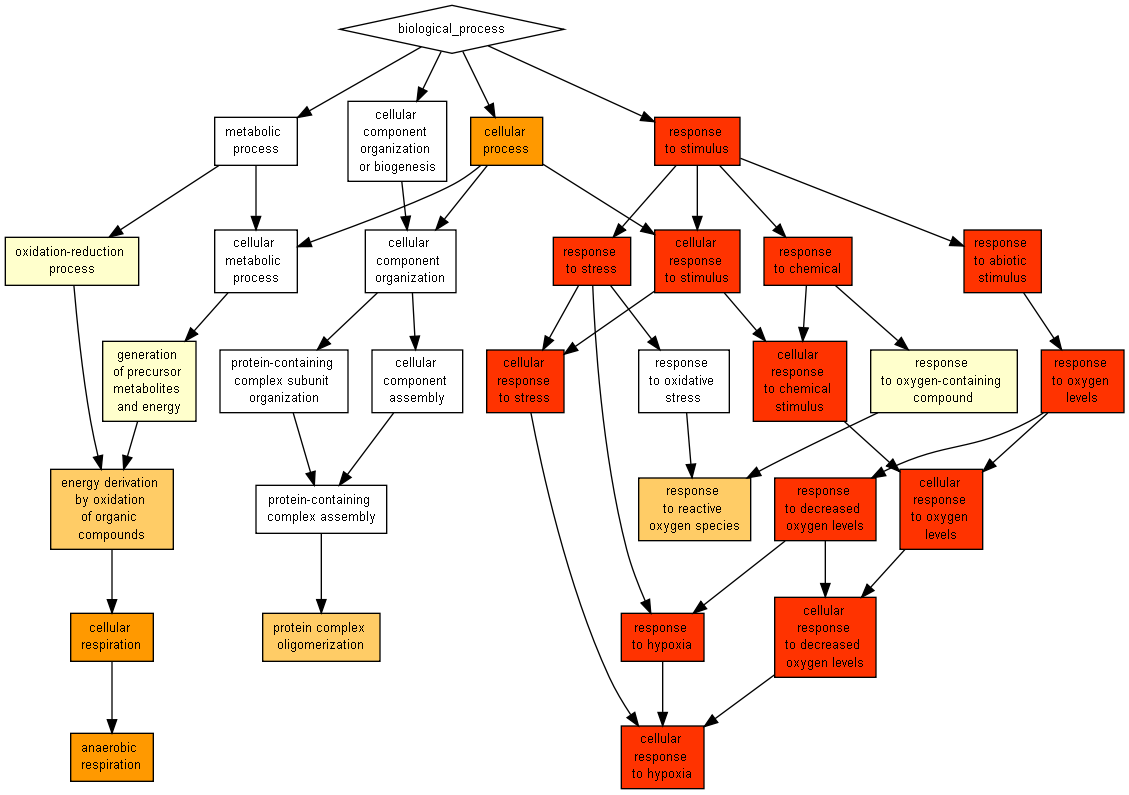 biological_process
metabolic
process
cellular
component
organization
or biogenesis
cellular
process
response
to stimulus
oxidation-reduction
process
cellular
metabolic
process
cellular
component
organization
response
to stress
cellular
response
to stimulus
response
to chemical
response
to abiotic
stimulus
generation
of precursor
metabolites
and energy
protein-containing
complex subunit
organization
cellular
component
assembly
cellular
response
to stress
response
to oxidative
stress
cellular
response
to chemical
stimulus
response
to oxygen-containing
compound
response
to oxygen
levels
energy derivation
by oxidation
of organic
compounds
protein-containing
complex assembly
response
to reactive
oxygen species
response
to decreased
oxygen levels
cellular
response
to oxygen
levels
cellular
respiration
protein complex
oligomerization
response
to hypoxia
cellular
response
to decreased
oxygen levels
anaerobic
respiration
cellular
response
to hypoxia